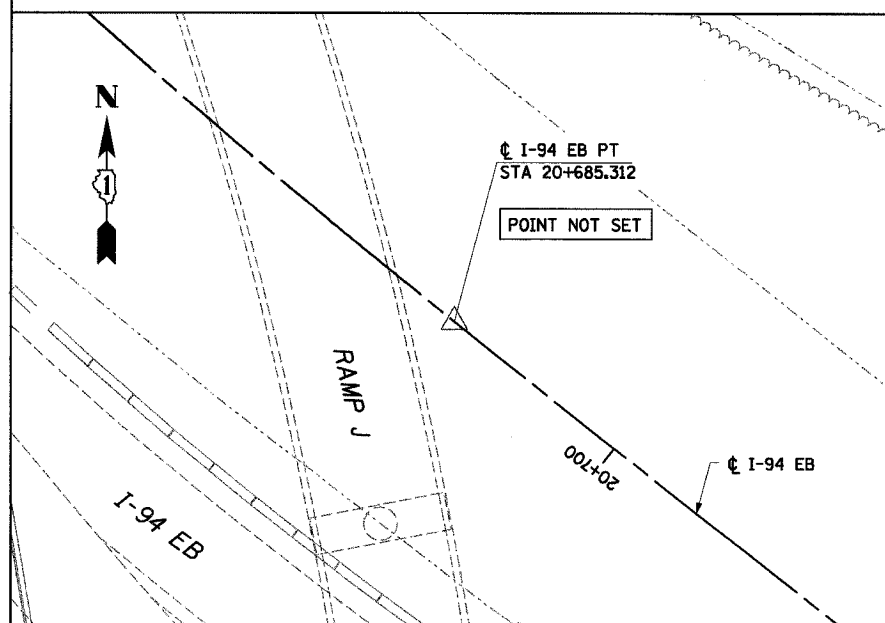 N
1
℄ I-94 EB PT
STA 20+685.312
POINT NOT SET
RAMP J
20+700
℄ I-94 EB
I-94 EB